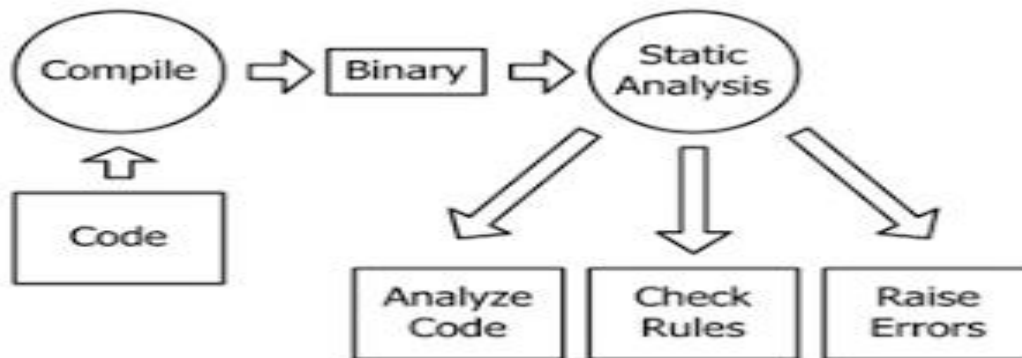 Compile
Binary
Static
Analysis
Code
Analyze
Code
Check
Rules
Raise
Errors